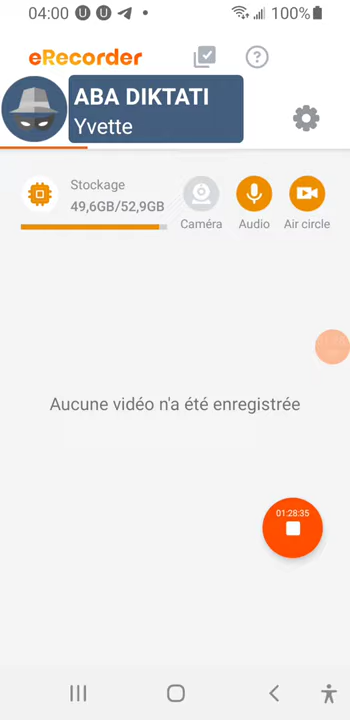 04:00 100%
eRecorder
ABA DIKTATI
Yvette
Stockage
49,6GB/52,9GB
Caméra Audio Air circle
Aucune vidéo n'a été enregistrée
01:28:35